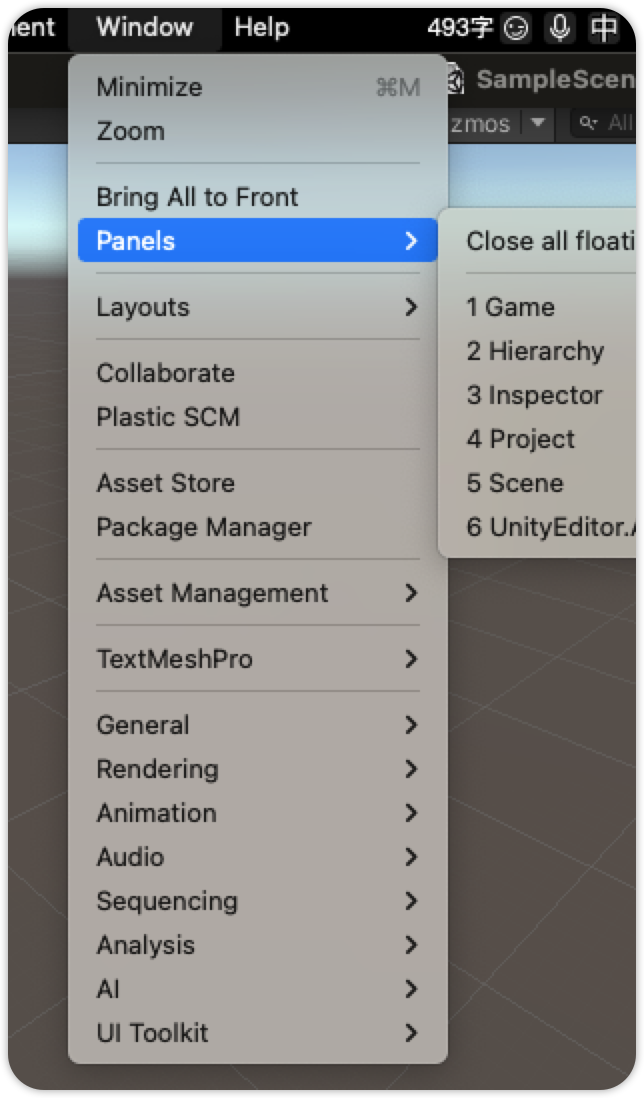 ent Window Help 493字 中
SampleScen
zmos All
Minimize ⌘M
Zoom
Bring All to Front
Panels
Layouts
Collaborate
Plastic SCM
Asset Store
Package Manager
Asset Management
TextMeshPro
General
Rendering
Animation
Audio
Sequencing
Analysis
AI
UI Toolkit
Close all floati
1 Game
2 Hierarchy
3 Inspector
4 Project
5 Scene
6 UnityEditor.A